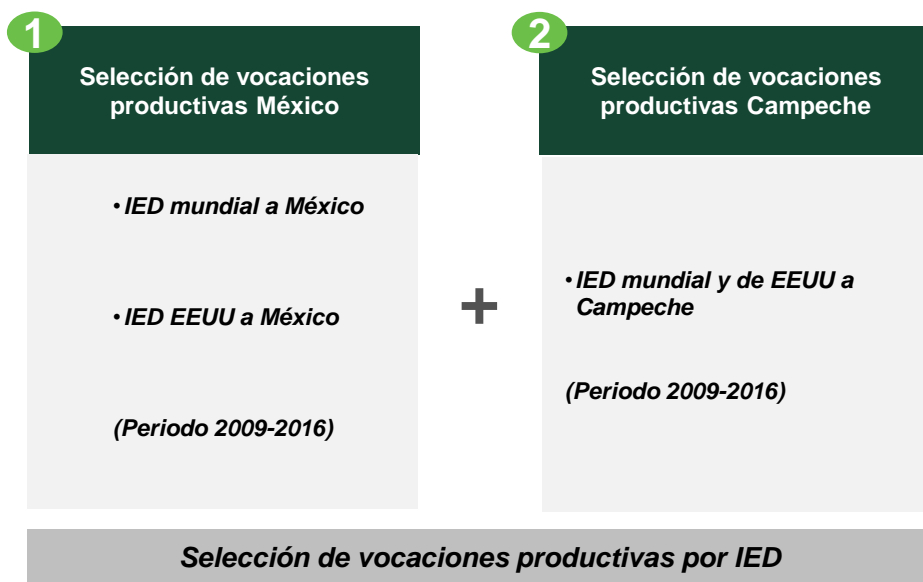 1
Selección de vocaciones
productivas México
• IED mundial a México
• IED EEUU a México
(Periodo 2009-2016)
+
2
Selección de vocaciones
productivas Campeche
• IED mundial y de EEUU a
Campeche
(Periodo 2009-2016)
Selección de vocaciones productivas por IED